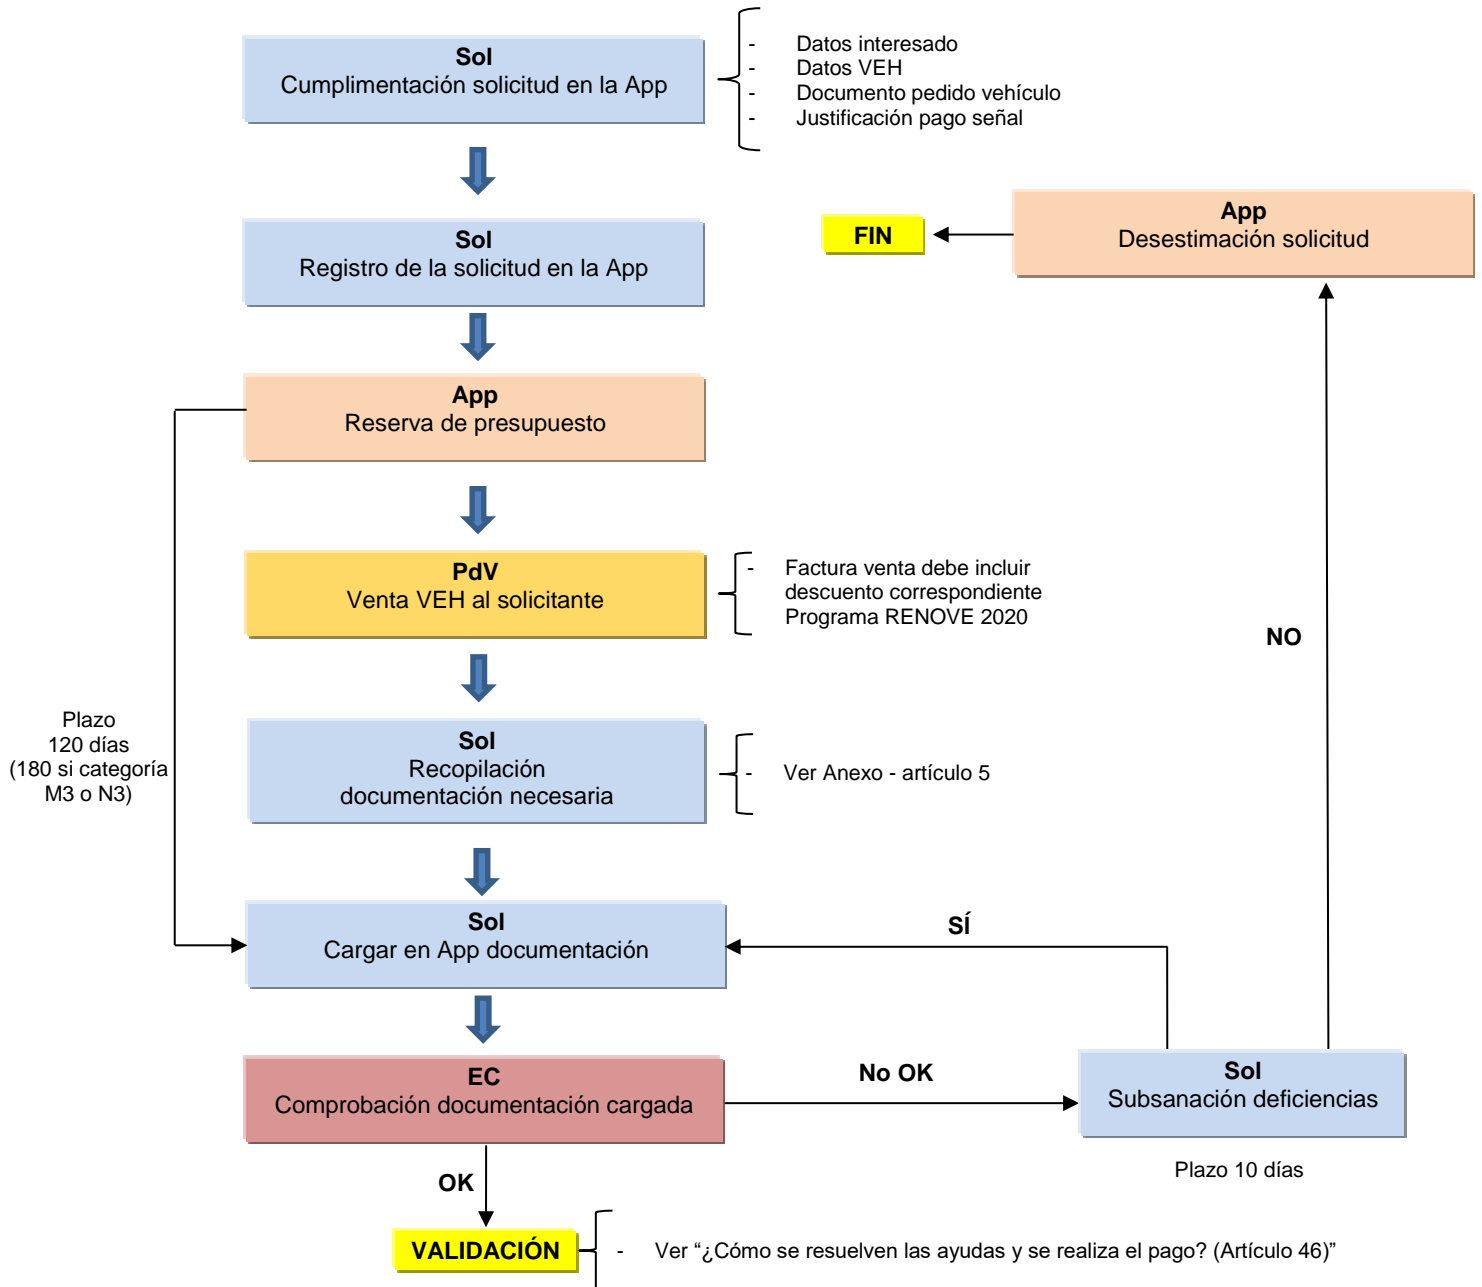 Sol
Cumplimentación solicitud en la App
- Datos interesado
- Datos VEH
- Documento pedido vehículo
- Justificación pago señal
Sol
Registro de la solicitud en la App
FIN
App
Desestimación solicitud
App
Reserva de presupuesto
PdV
Venta VEH al solicitante
- Factura venta debe incluir
descuento correspondiente
Programa RENOVE 2020
NO
Plazo
120 días
(180 si categoría
M3 o N3)
Sol
Recopilación
documentación necesaria
- Ver Anexo - artículo 5
Sol
Cargar en App documentación
SÍ
EC
Comprobación documentación cargada
No OK
Sol
Subsanación deficiencias
Plazo 10 días
OK
VALIDACIÓN
- Ver “¿Cómo se resuelven las ayudas y se realiza el pago? (Artículo 46)”